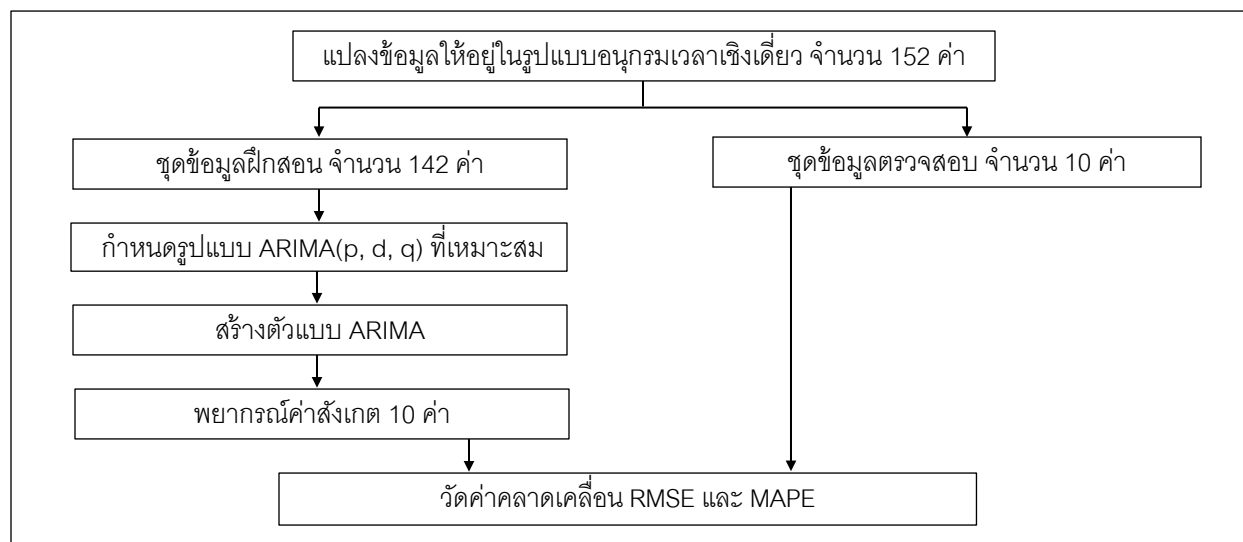 แปลงข้อมูลให้อยู่ในรูปแบบอนุกรมเวลาเชิงเดี่ยว จำนวน 152 ค่า
ชุดข้อมูลฝึกสอน จำนวน 142 ค่า
ชุดข้อมูลตรวจสอบ จำนวน 10 ค่า
กำหนดรูปแบบ ARIMA(p, d, q) ที่เหมาะสม
สร้างตัวแบบ ARIMA
พยากรณ์ค่าสังเกต 10 ค่า
วัดค่าคลาดเคลื่อน RMSE และ MAPE